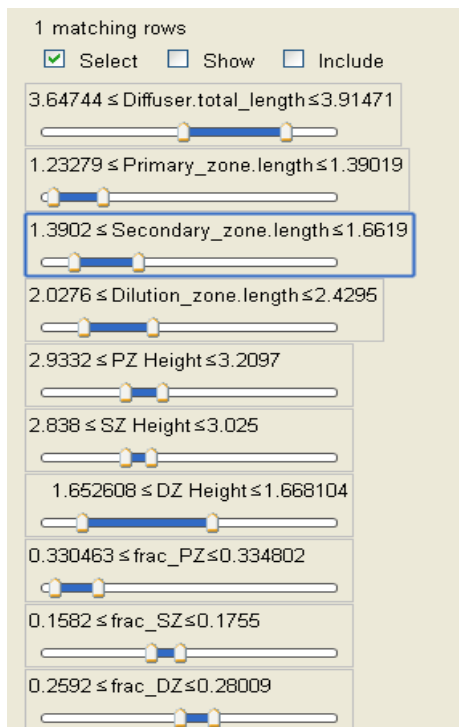 1 matching rows
Select Show Include
3.64744 ≤ Diffuser.total_length≤3.91471
1.23279 ≤ Primary_zone.length≤1.39019
1.3902 ≤ Secondary_zone.length≤1.6619
2.0276 ≤ Dilution_zone.length≤2.4295
2.9332 ≤ PZ Height≤3.2097
2.838 ≤ SZ Height≤3.025
1.652608 ≤ DZ Height≤1.668104
0.330463 ≤ frac_PZ≤0.334802
0.1582 ≤ frac_SZ≤0.1755
0.2592 ≤ frac_DZ≤0.28009